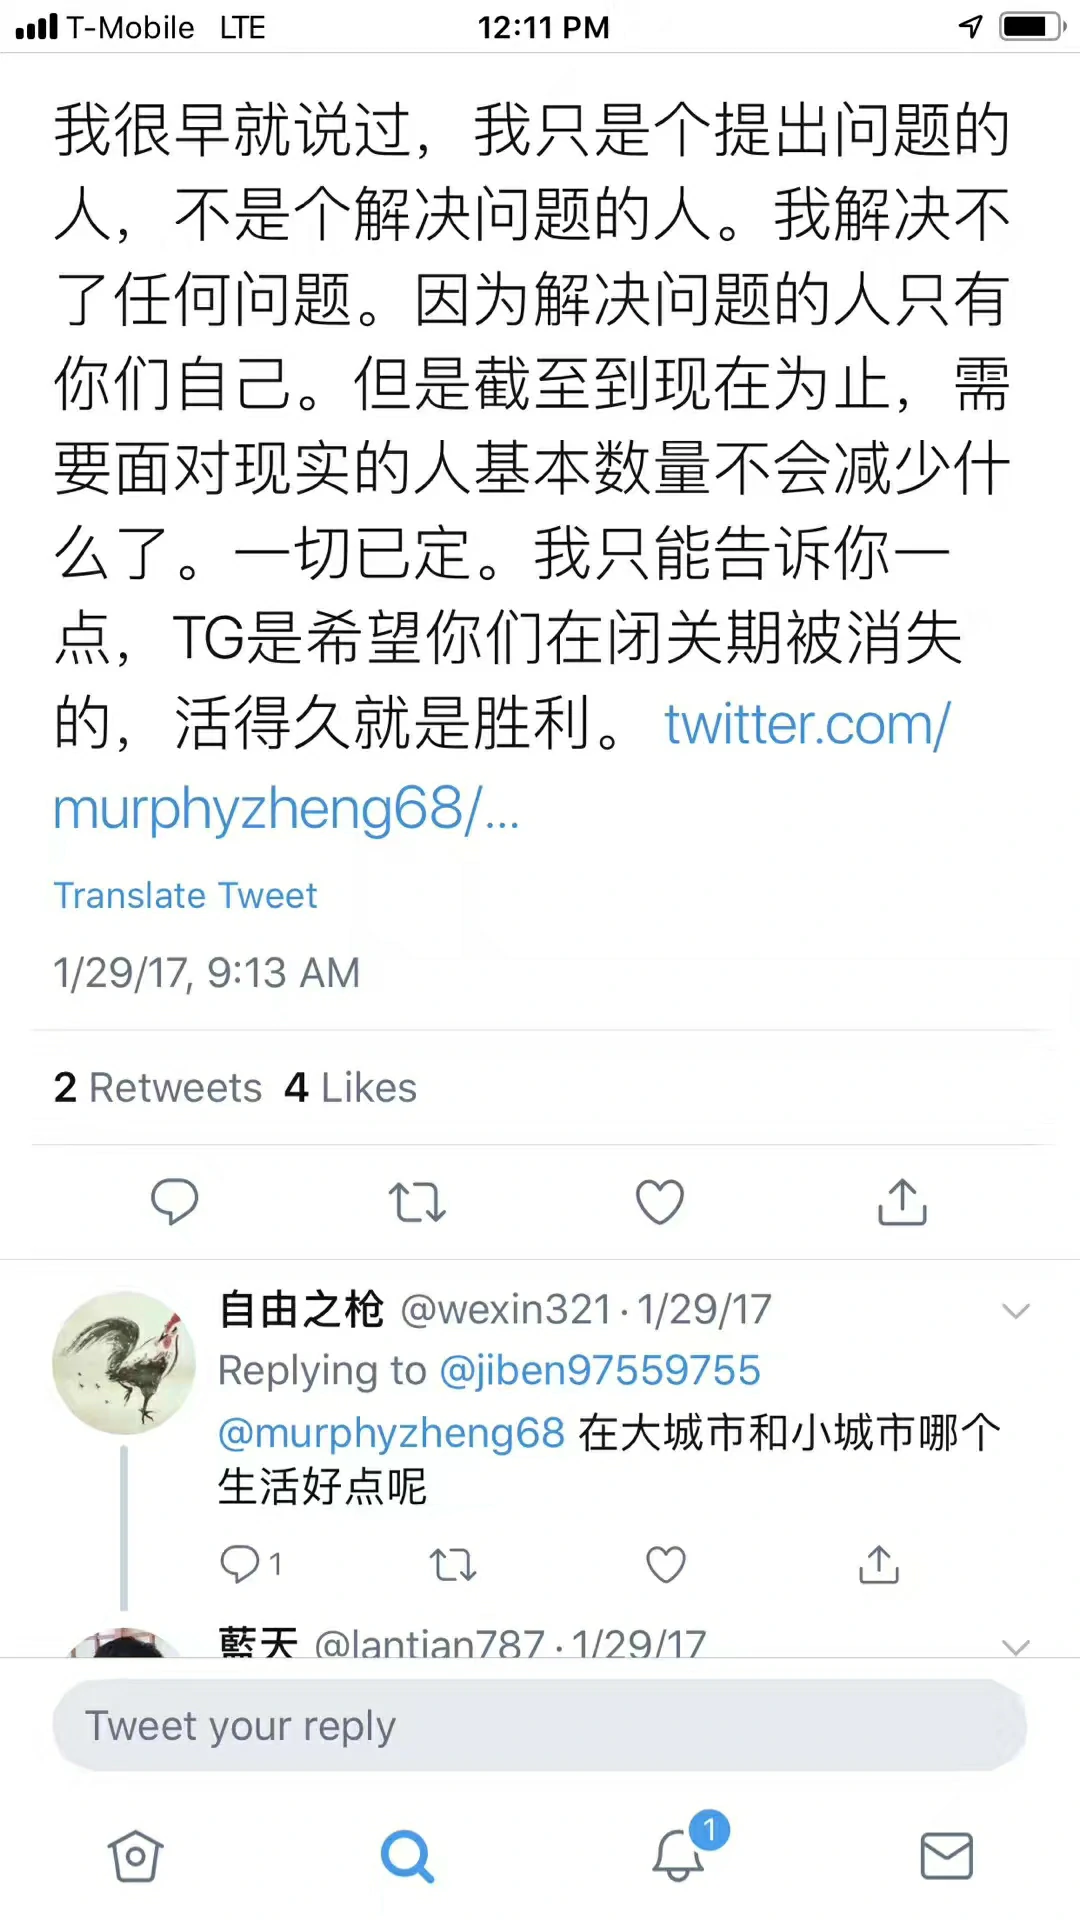 T-Mobile LTE 12:11 PM
我很早就说过，我只是个提出问题的
人，不是个解决问题的人。我解决不
了任何问题。因为解决问题的人只有
你们自己。但是截至到现在为止，需
要面对现实的人基本数量不会减少什
么了。一切已定。我只能告诉你一
点，TG是希望你们在闭关期被消失
的，活得久就是胜利。 twitter.com/
murphyzheng68/...
Translate Tweet
1/29/17, 9:13 AM
2 Retweets 4 Likes
自由之枪 @wexin321 · 1/29/17
Replying to @jiben97559755
@murphyzheng68 在大城市和小城市哪个
生活好点呢
1
藍天 @lantian787 · 1/29/17
Tweet your reply
1